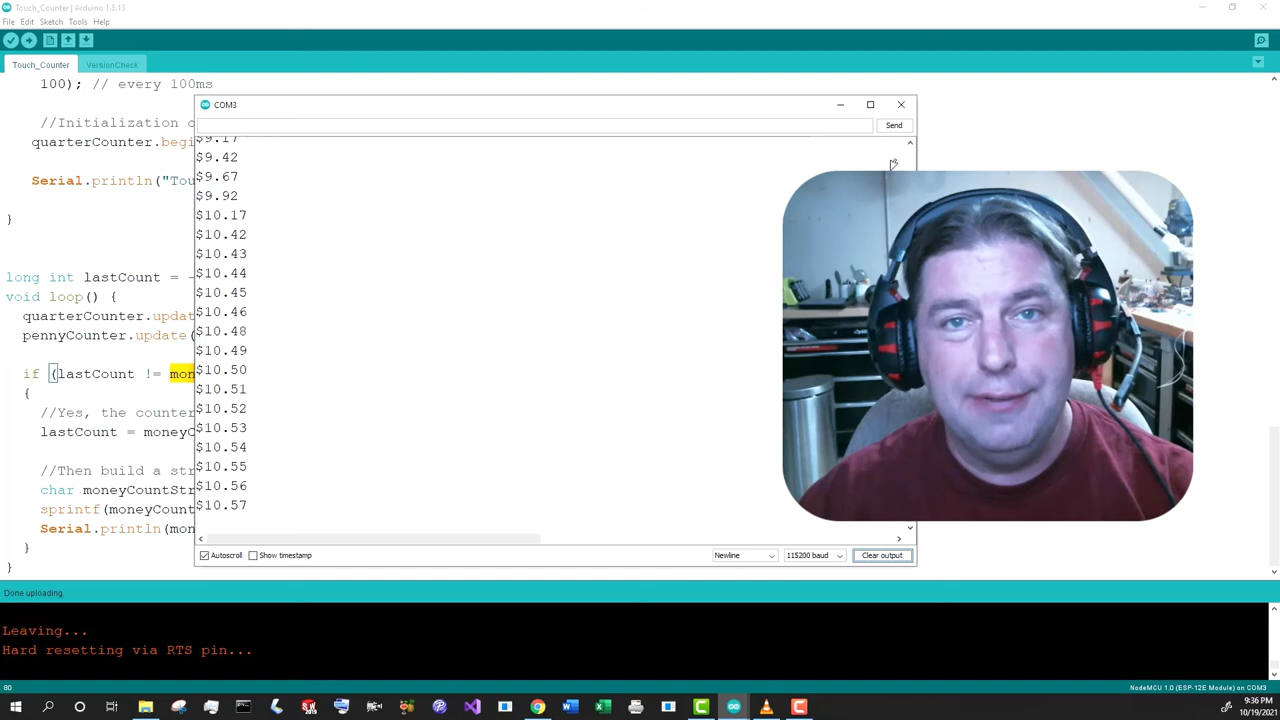 Touch_Counter | Arduino 1.8.13
File Edit Sketch Tools Help
Touch_Counter VersionCheck
100); // every 100ms
//Initialization o
quarterCounter.begi
Serial.println("Tou
}
long int lastCount = -
void loop() {
quarterCounter.updat
pennyCounter.update(
if (lastCount != mon
{
//Yes, the counter
lastCount = moneyC
//Then build a str
char moneyCountStr
sprintf(moneyCount
Serial.println(mon
}
}
COM3
Send
$9.17
$9.42
$9.67
$9.92
$10.17
$10.42
$10.43
$10.44
$10.45
$10.46
$10.48
$10.49
$10.50
$10.51
$10.52
$10.53
$10.54
$10.55
$10.56
$10.57
Autoscroll Show timestamp Newline 115200 baud Clear output
Done uploading.
Leaving...
Hard resetting via RTS pin...
80 NodeMCU 1.0 (ESP-12E Module) on COM3
9:36 PM
10/19/2021